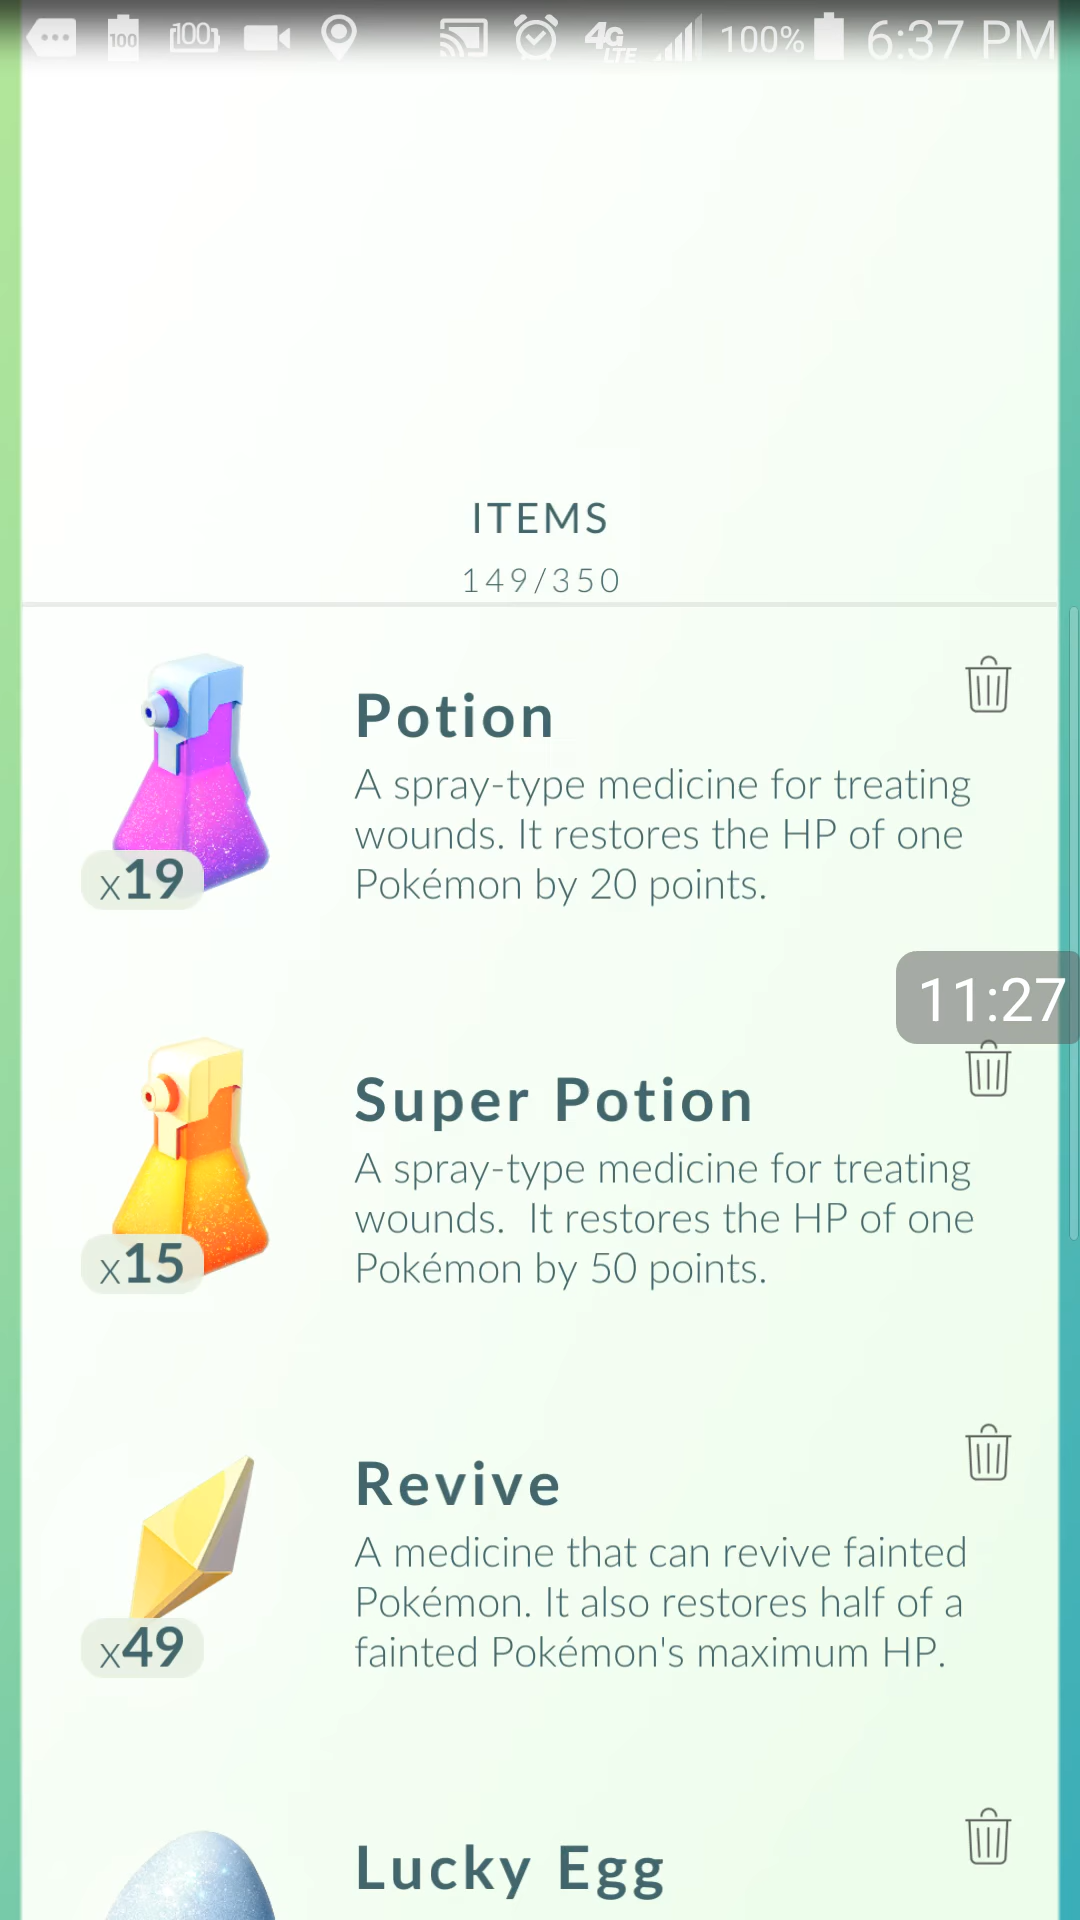 100 100 4G LTE 100% 6:37 PM
ITEMS
149/350
Potion
A spray-type medicine for treating
wounds. It restores the HP of one
Pokémon by 20 points.
x19
11:27
Super Potion
A spray-type medicine for treating
wounds.  It restores the HP of one
Pokémon by 50 points.
x15
Revive
A medicine that can revive fainted
Pokémon. It also restores half of a
fainted Pokémon's maximum HP.
x49
Lucky Egg